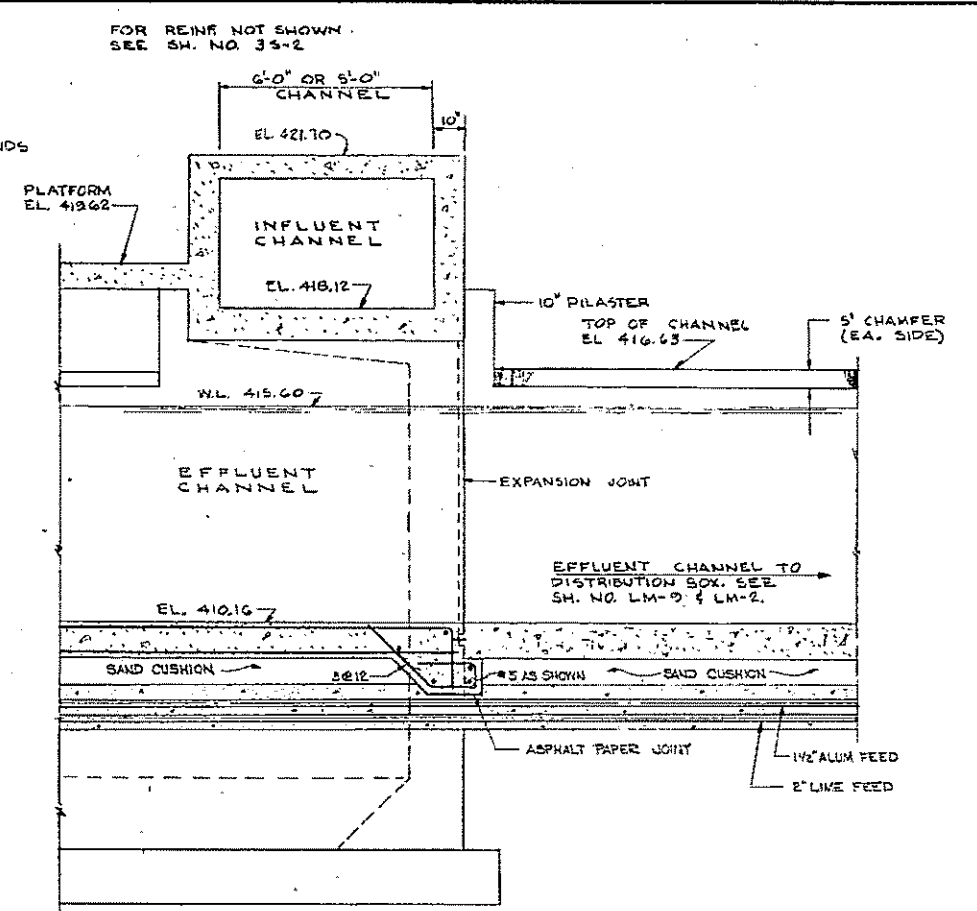 FOR REINF NOT SHOWN.
SEE SH. NO. 3S-2
6'-0" OR 5'-0"
CHANNEL
10"
EL. 421.70
PLATFORM
EL. 419.62
INFLUENT
CHANNEL
EL. 418.12
10" PILASTER
TOP OF CHANNEL
EL 416.63
5' CHAMFER
(EA. SIDE)
W.L. 415.60
EFFLUENT
CHANNEL
EXPANSION JOINT
EFFLUENT CHANNEL TO
DISTRIBUTION BOX. SEE
SH. NO. LM-9 & LM-2.
EL. 410.16
SAND CUSHION
#5 AS SHOWN
SAND CUSHION
ASPHALT PAPER JOINT
1½" ALUM FEED
2" LIME FEED